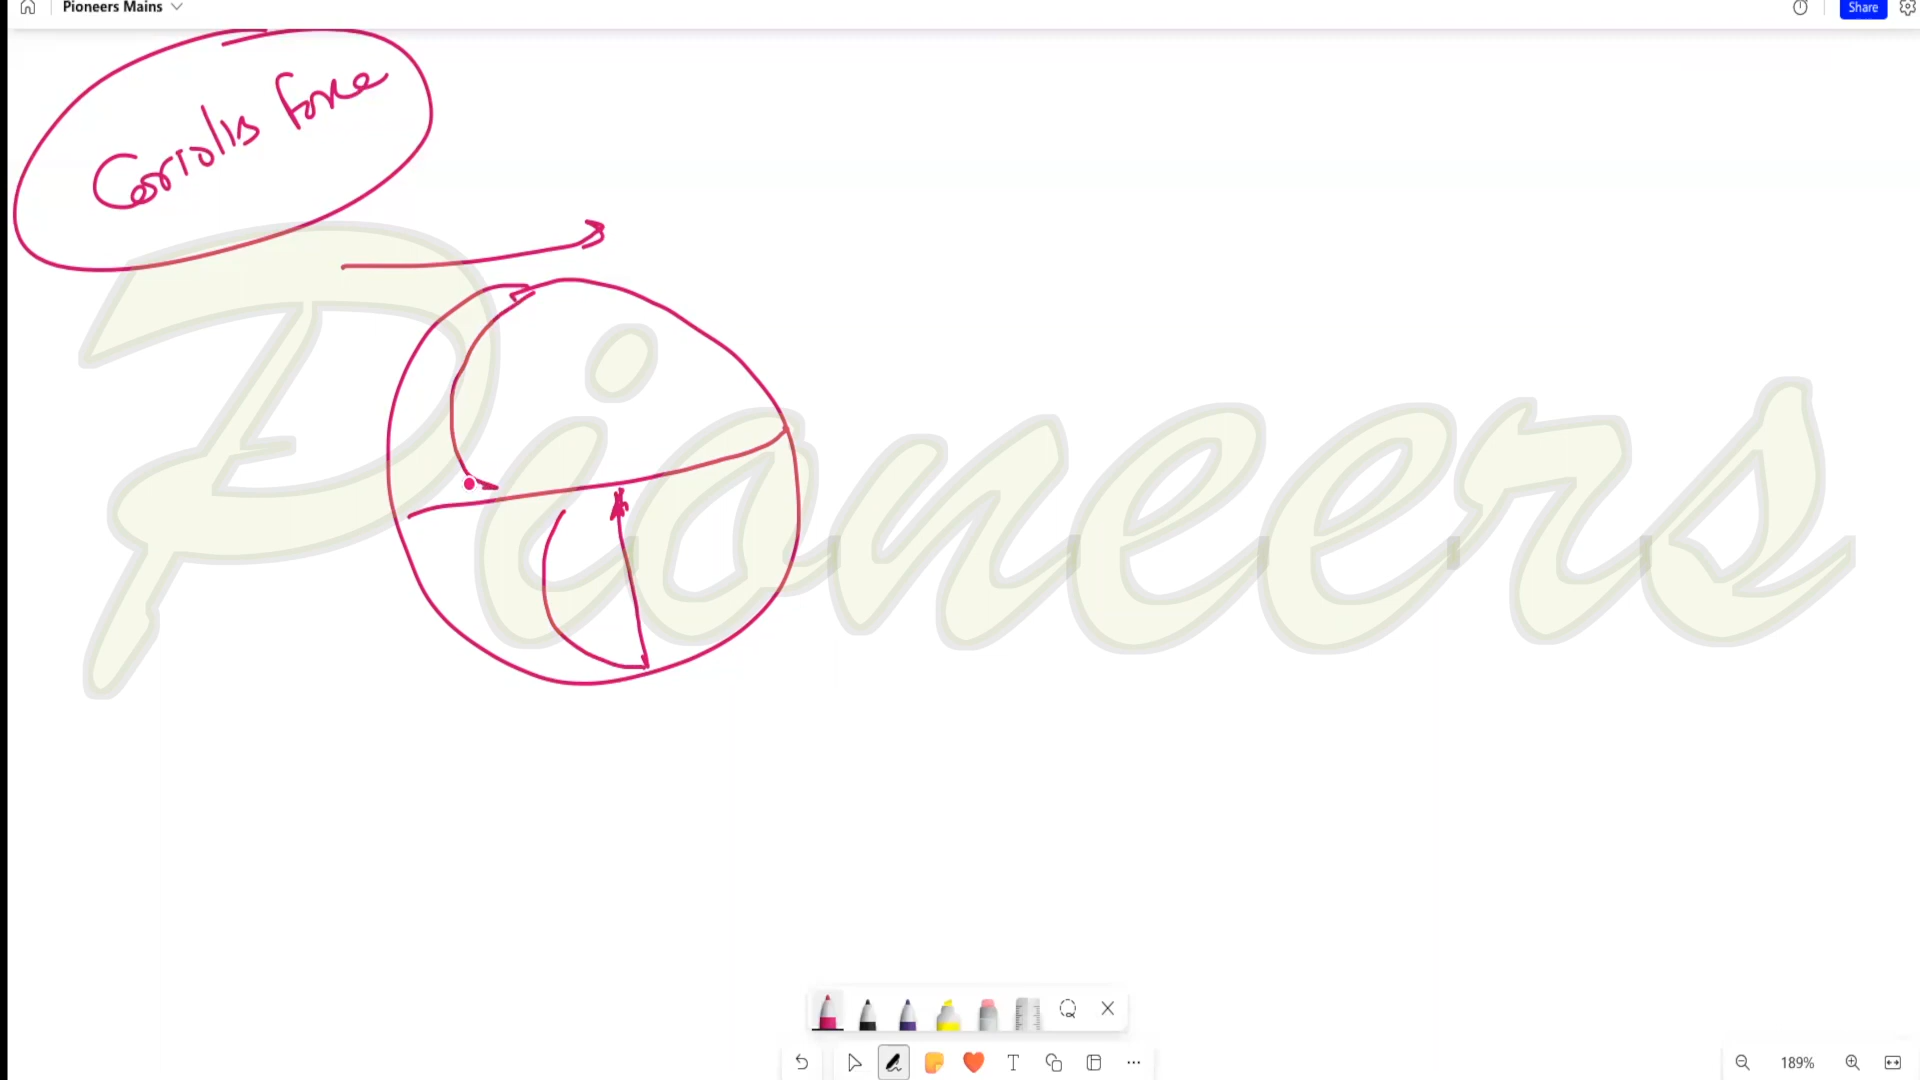 Pioneers Mains
Share
Coriolis Force
Pioneers
T
189%